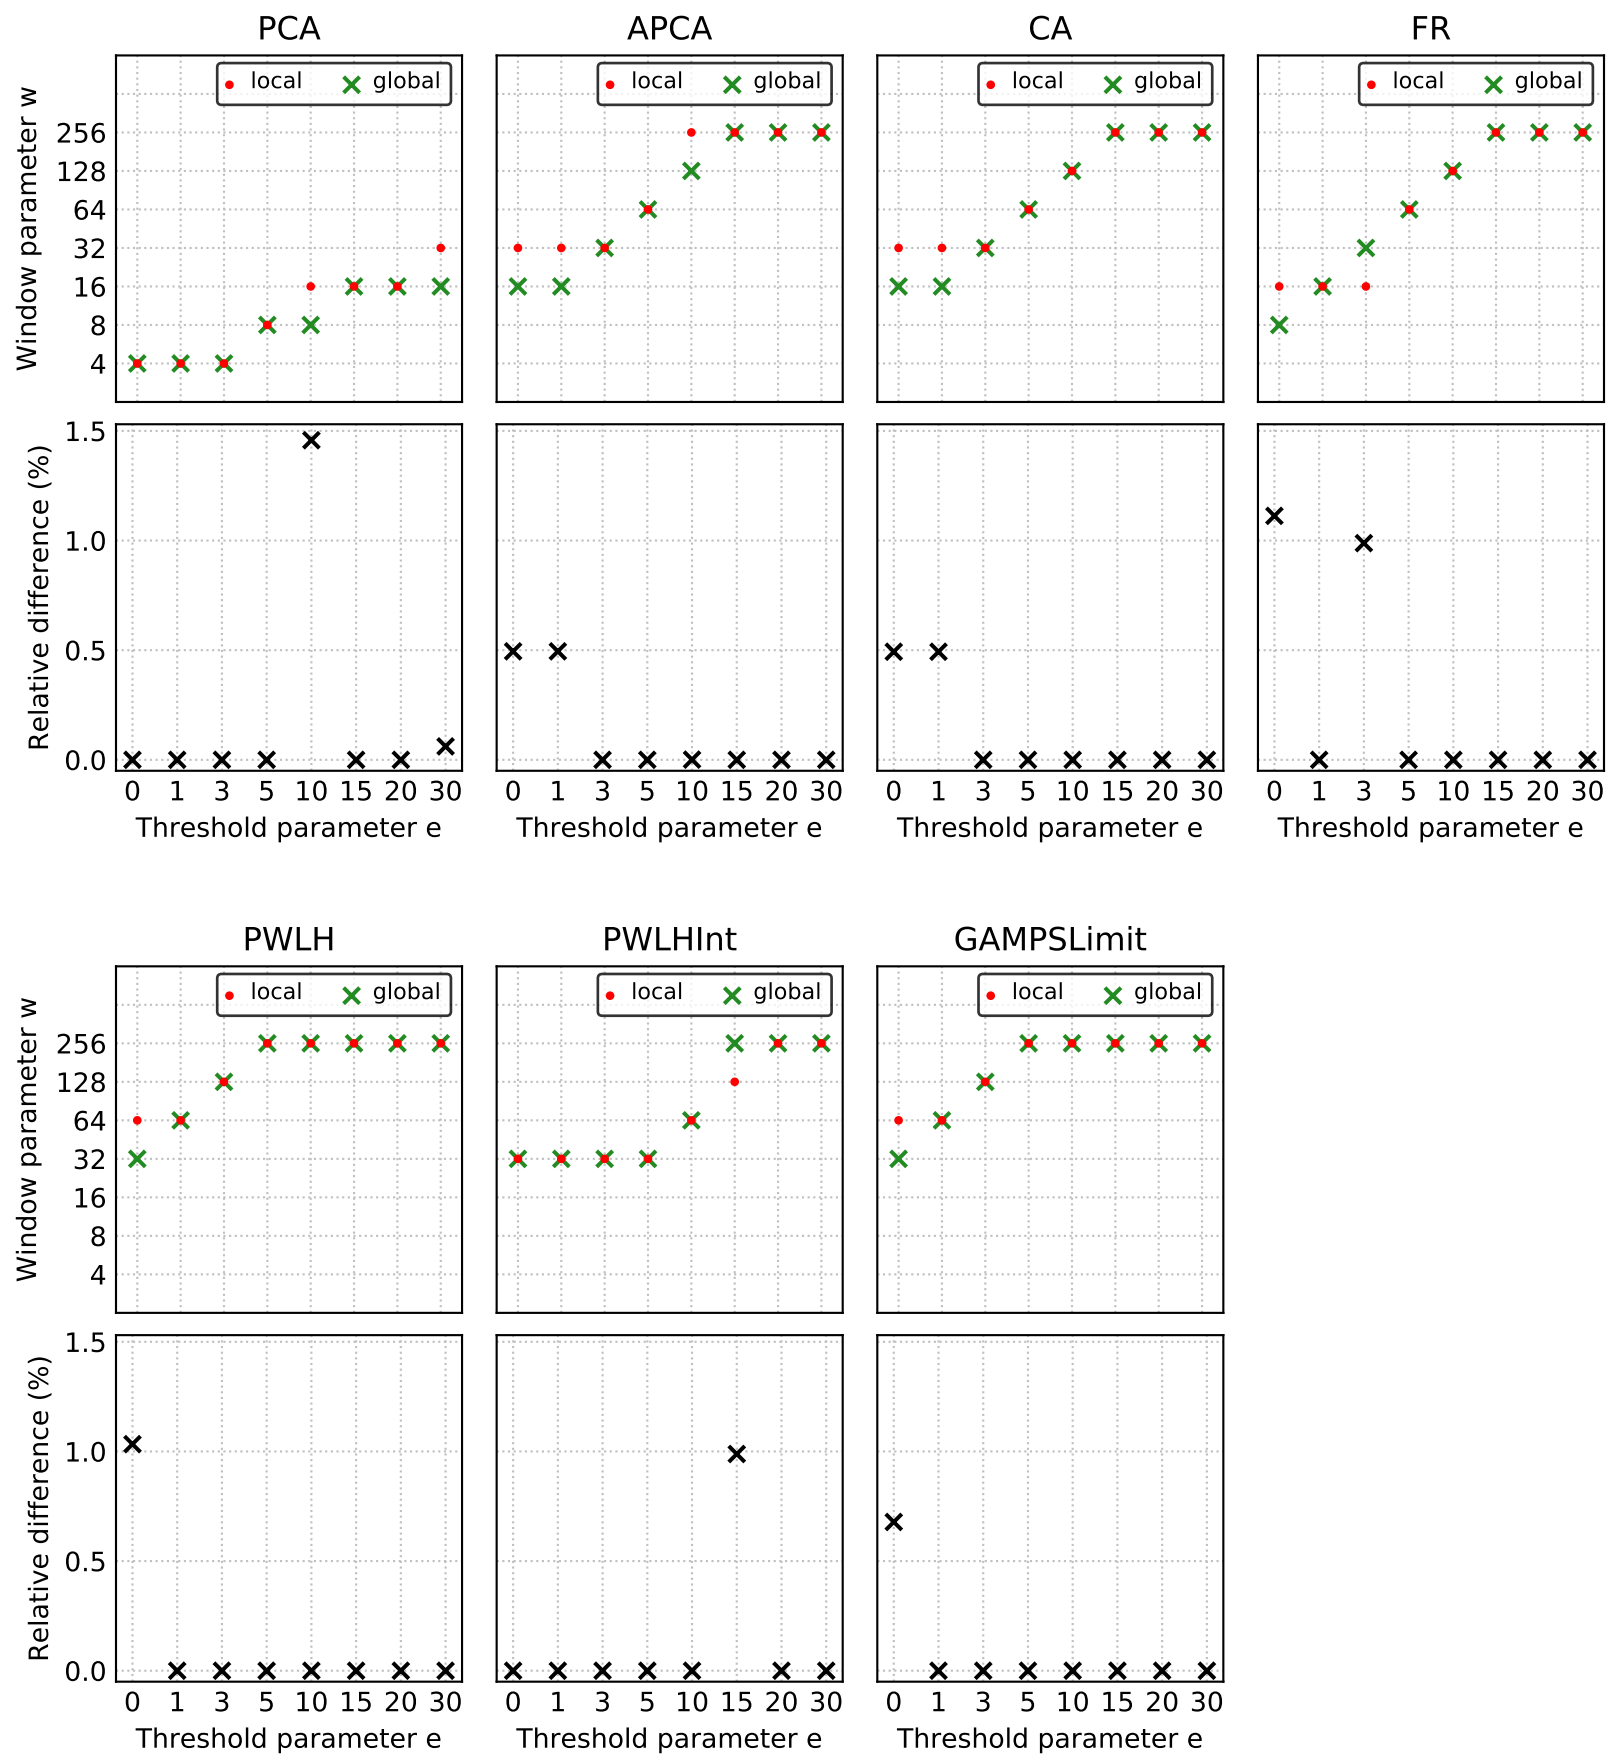 PCA APCA CA FR
local global local global local global local global
Window parameter w
256
128
64
32
16
8
4
Relative difference (%)
1.5
1.0
0.5
0.0
0 1 3 5 10 15 20 30 0 1 3 5 10 15 20 30 0 1 3 5 10 15 20 30 0 1 3 5 10 15 20 30
Threshold parameter e Threshold parameter e Threshold parameter e Threshold parameter e
PWLH PWLHInt GAMPSLimit
local global local global local global
Window parameter w
256
128
64
32
16
8
4
Relative difference (%)
1.5
1.0
0.5
0.0
0 1 3 5 10 15 20 30 0 1 3 5 10 15 20 30 0 1 3 5 10 15 20 30
Threshold parameter e Threshold parameter e Threshold parameter e